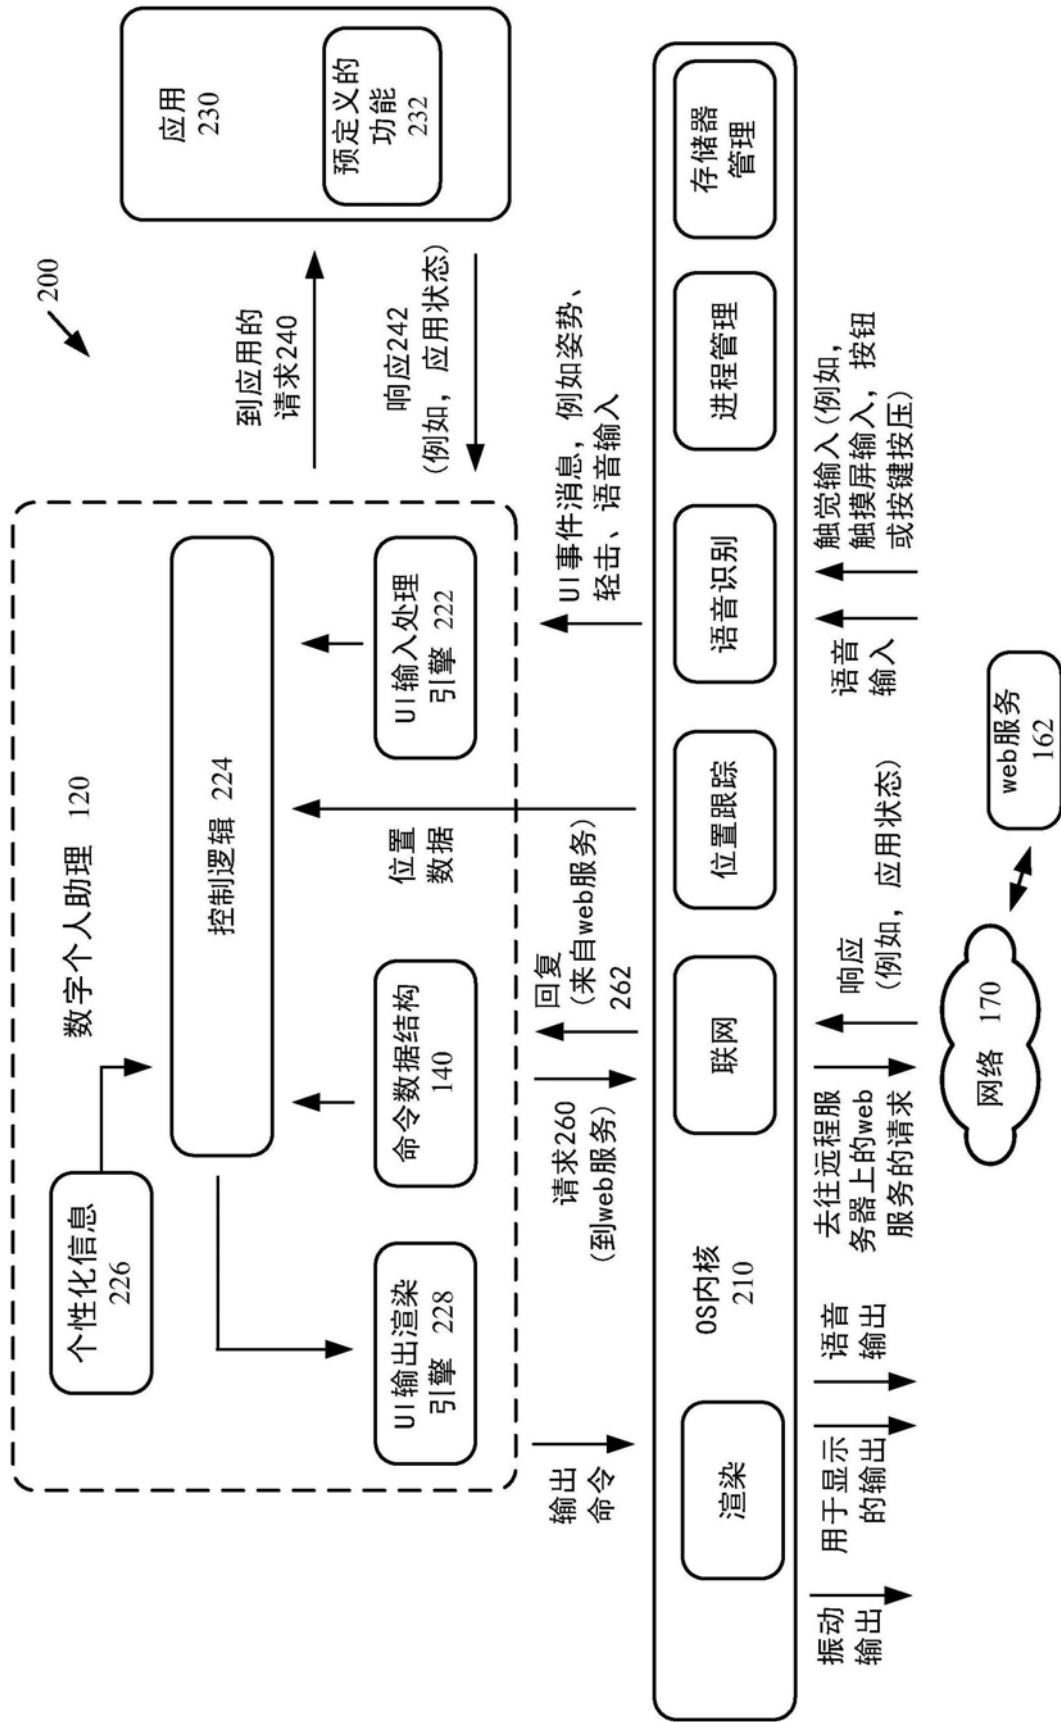 200
数字个人助理 120
个性化信息
226
控制逻辑 224
UI输出渲染
引擎 228
命令数据结构
140
位置
数据
UI输入处理
引擎 222
到应用的
请求240
响应242
(例如，应用状态)
应用
230
预定义的
功能
232
输出
命令
请求260
(到web服务)
回复
(来自web服务)
262
UI事件消息，例如姿势、
轻击、语音输入
OS内核
210
渲染
联网
位置跟踪
语音识别
进程管理
存储器
管理
振动
输出
用于显示
的输出
语音
输出
去往远程服
务器上的web
服务的请求
响应
(例如，应用状态)
语音
输入
触觉输入(例如，
触摸屏输入，按钮
或按键按压)
网络 170
web服务
162